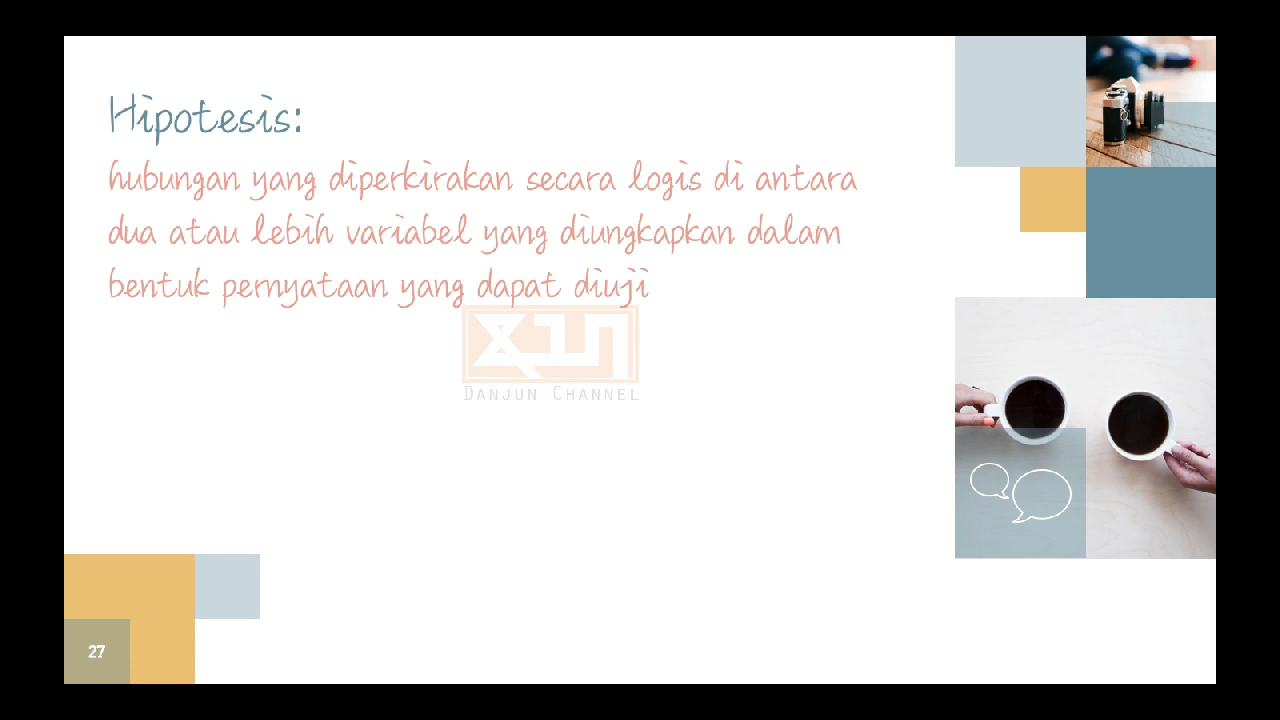 Hipotesis:
hubungan yang diperkirakan secara logis di antara
dua atau lebih variabel yang diungkapkan dalam
bentuk pernyataan yang dapat diuji
DANJUN CHANNEL
27